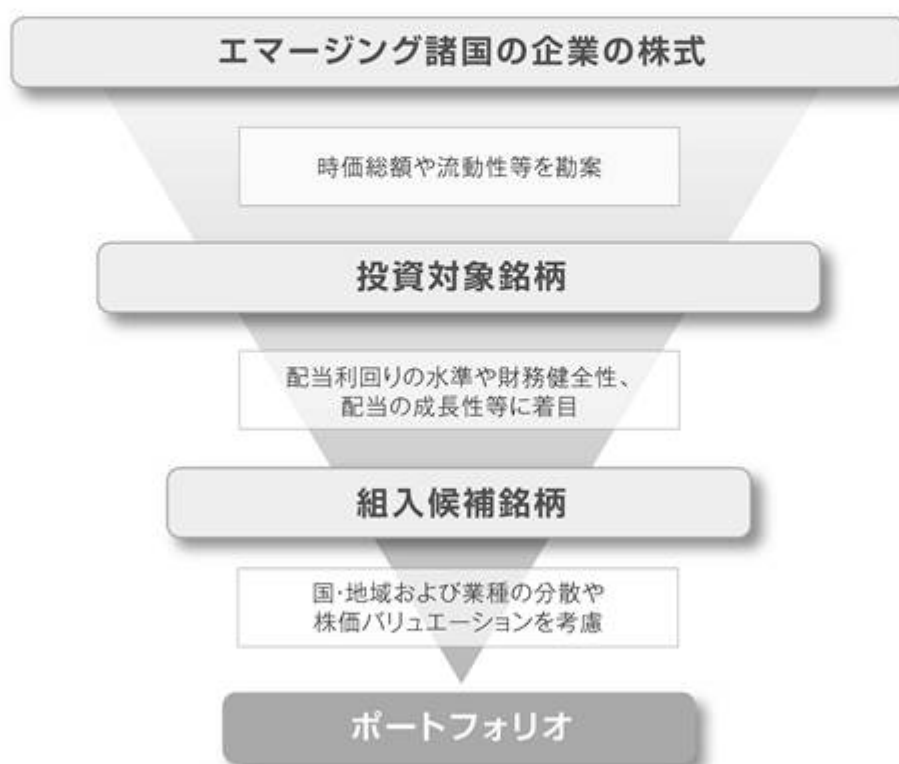 エマージング諸国の企業の株式
時価総額や流動性等を勘案
投資対象銘柄
配当利回りの水準や財務健全性、
配当の成長性等に着目
組入候補銘柄
国・地域および業種の分散や
株価バリュエーションを考慮
ポートフォリオ